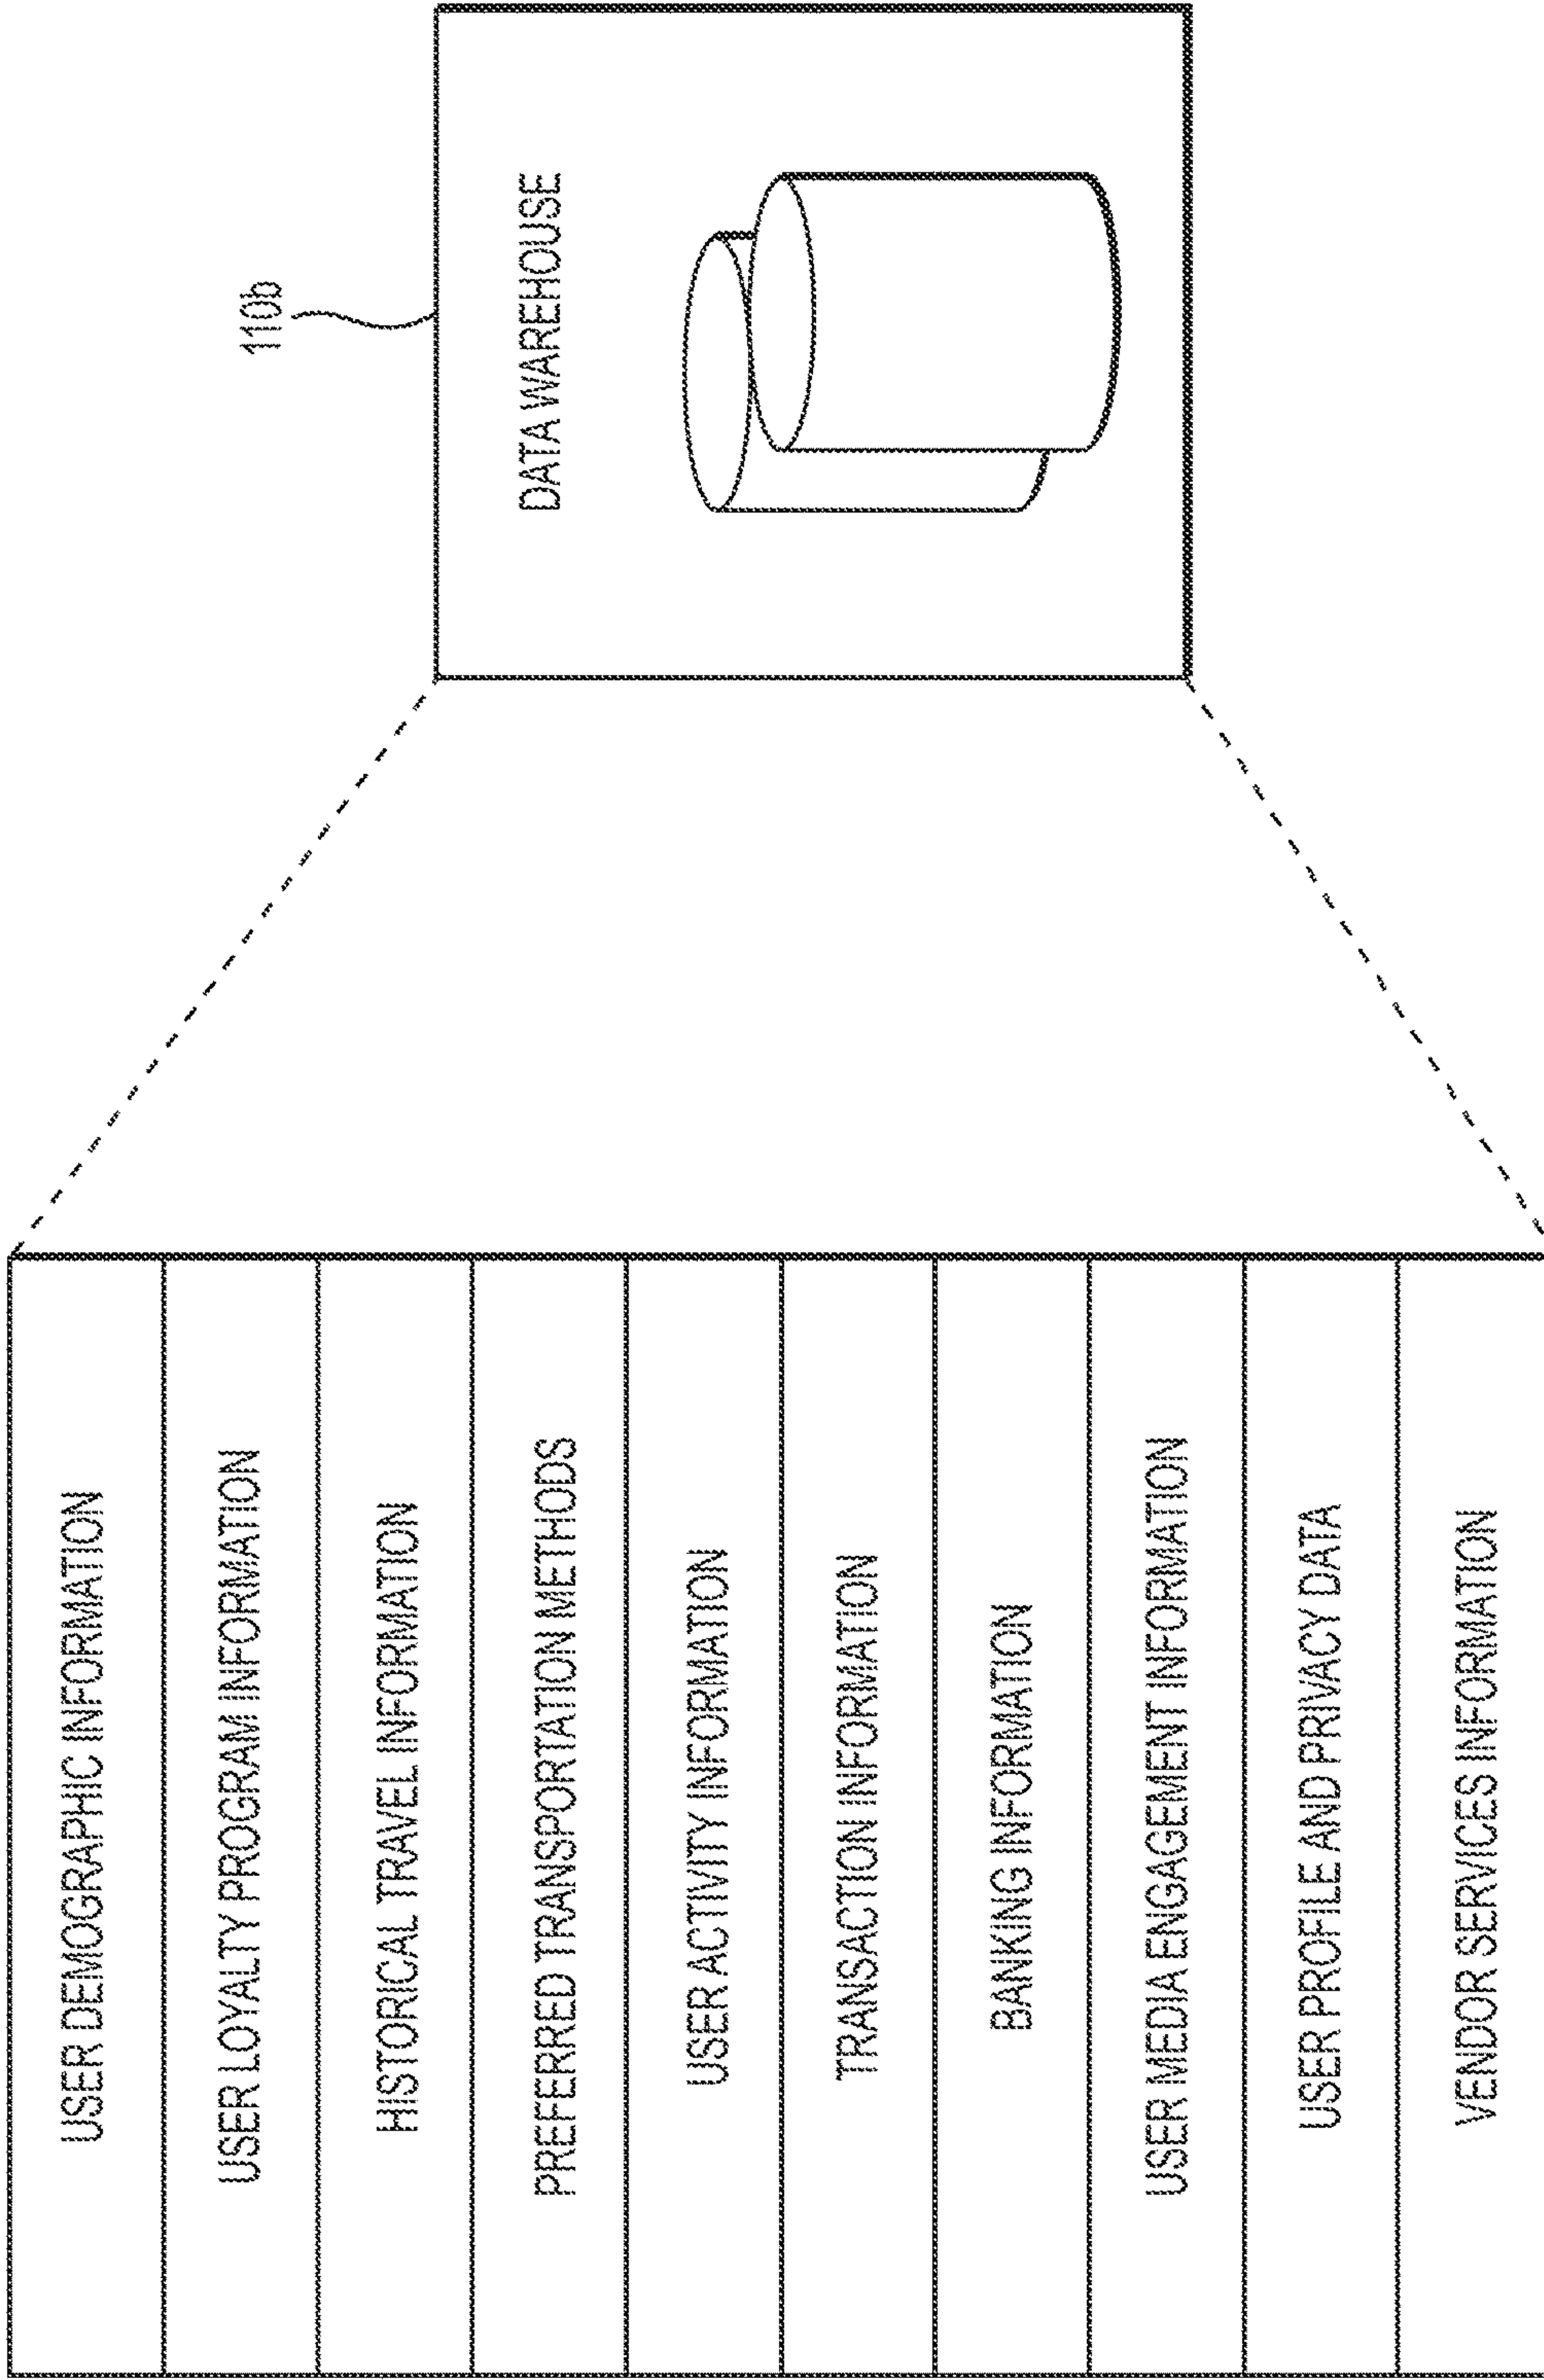 110b
DATA WAREHOUSE
USER DEMOGRAPHIC INFORMATION
USER LOYALTY PROGRAM INFORMATION
HISTORICAL TRAVEL INFORMATION
PREFERRED TRANSPORTATION METHODS
USER ACTIVITY INFORMATION
TRANSACTION INFORMATION
BANKING INFORMATION
USER MEDIA ENGAGEMENT INFORMATION
USER PROFILE AND PRIVACY DATA
VENDOR SERVICES INFORMATION